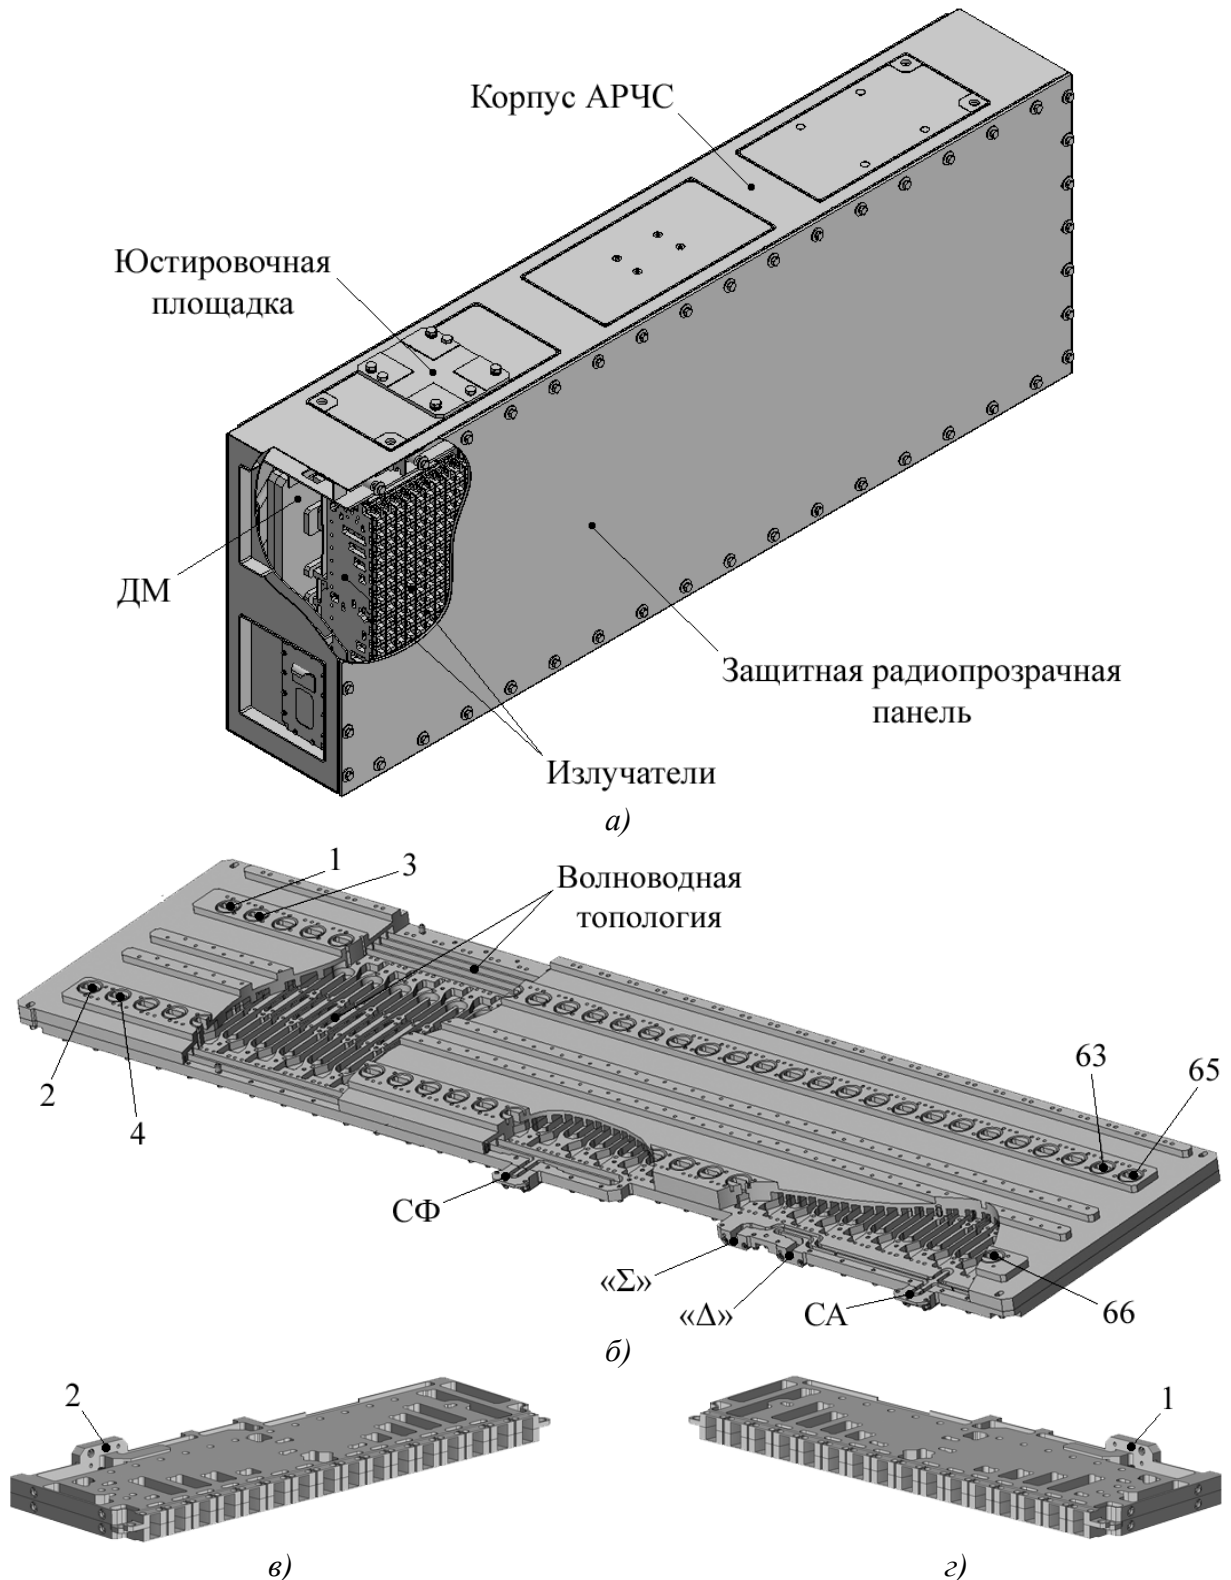 Корпус АРЧС
Юстировочная
площадка
ДМ
Защитная радиопрозрачная
панель
Излучатели
а)
1
3
Волноводная
топология
2
4
63
65
СФ
«Σ»
«Δ»
СА
66
б)
2
1
в)
г)